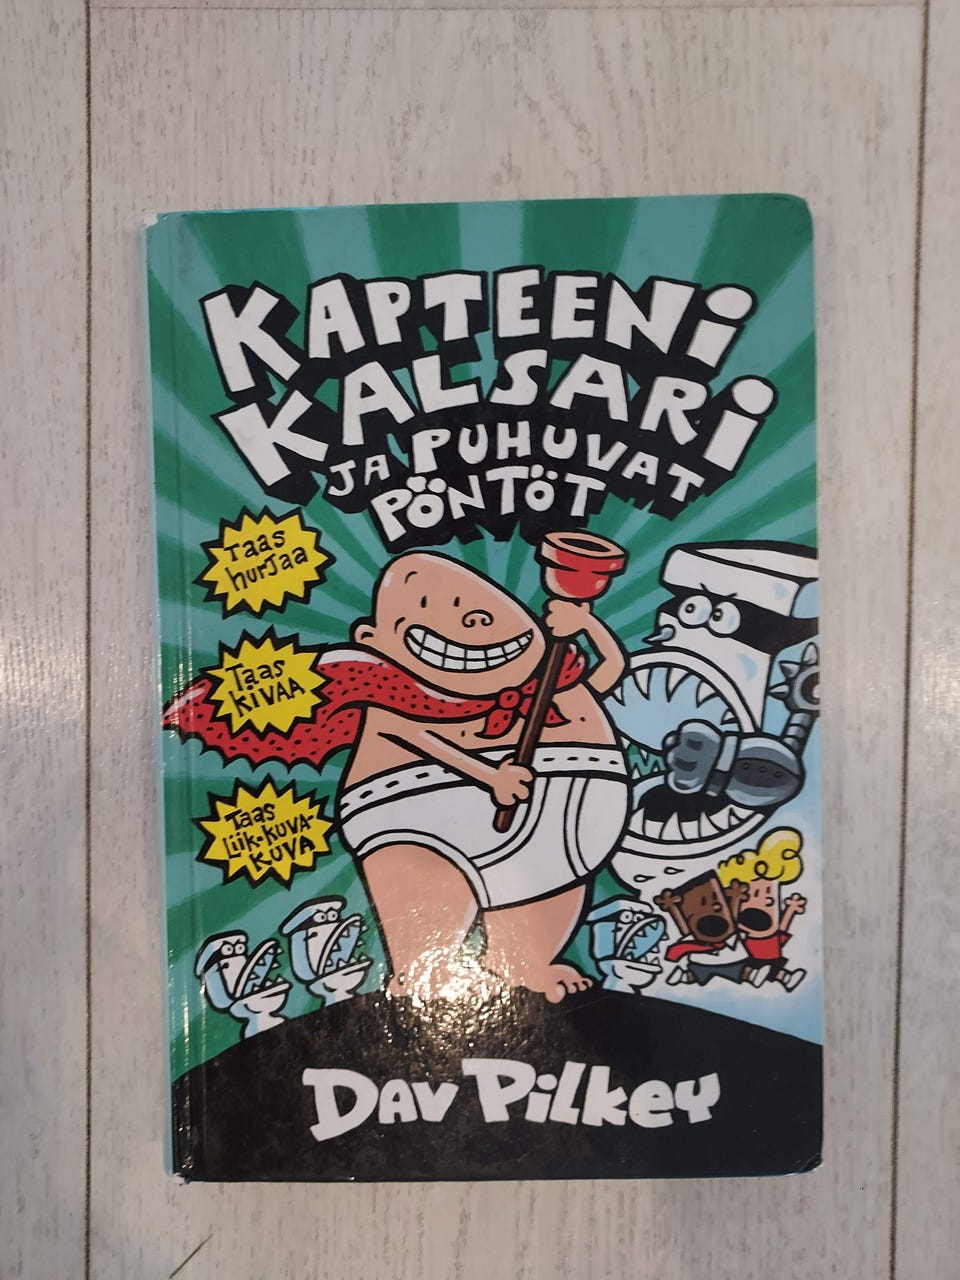 KAPTEENI
KALSARI
JA PUHUVAT
PÖNTÖT
Taas
hurjaa
Taas
KIVAA
Taas
Liik-kuva-
KUVA
Dav Pilkey